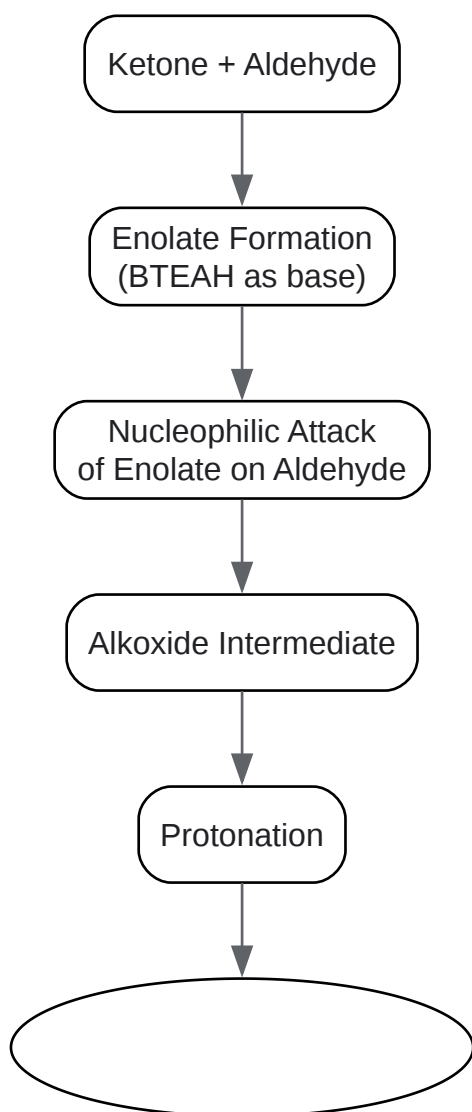 Ketone + Aldehyde
Enolate Formation
(BTEAH as base)
Nucleophilic Attack
of Enolate on Aldehyde
Alkoxide Intermediate
Protonation